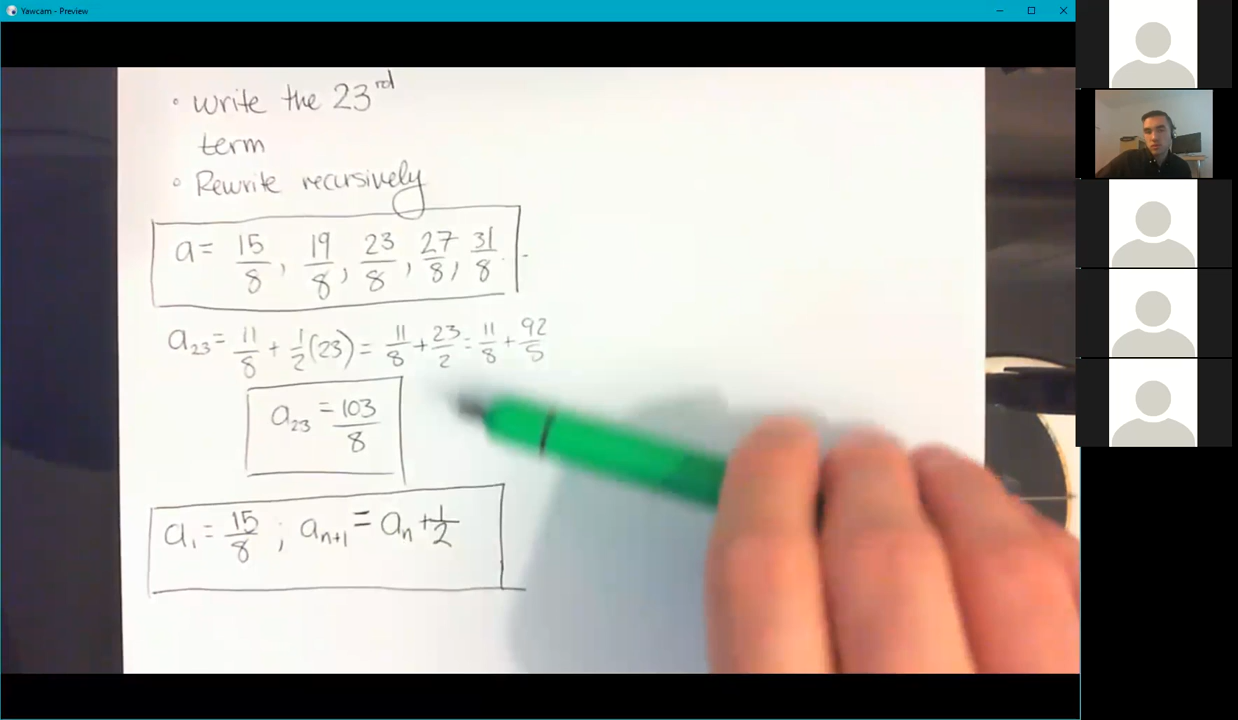 Yawcam - Preview
• Write the 23rd
term
• Rewrite recursively
a = 15/8, 19/8, 23/8, 27/8, 31/8 . .
a₂₃ = 11/8 + 1/2(23) = 11/8 + 23/2 = 11/8 + 92/5
a₂₃ = 103/8
a₁ = 15/8 ; aₙ₊₁ = aₙ + 1/2